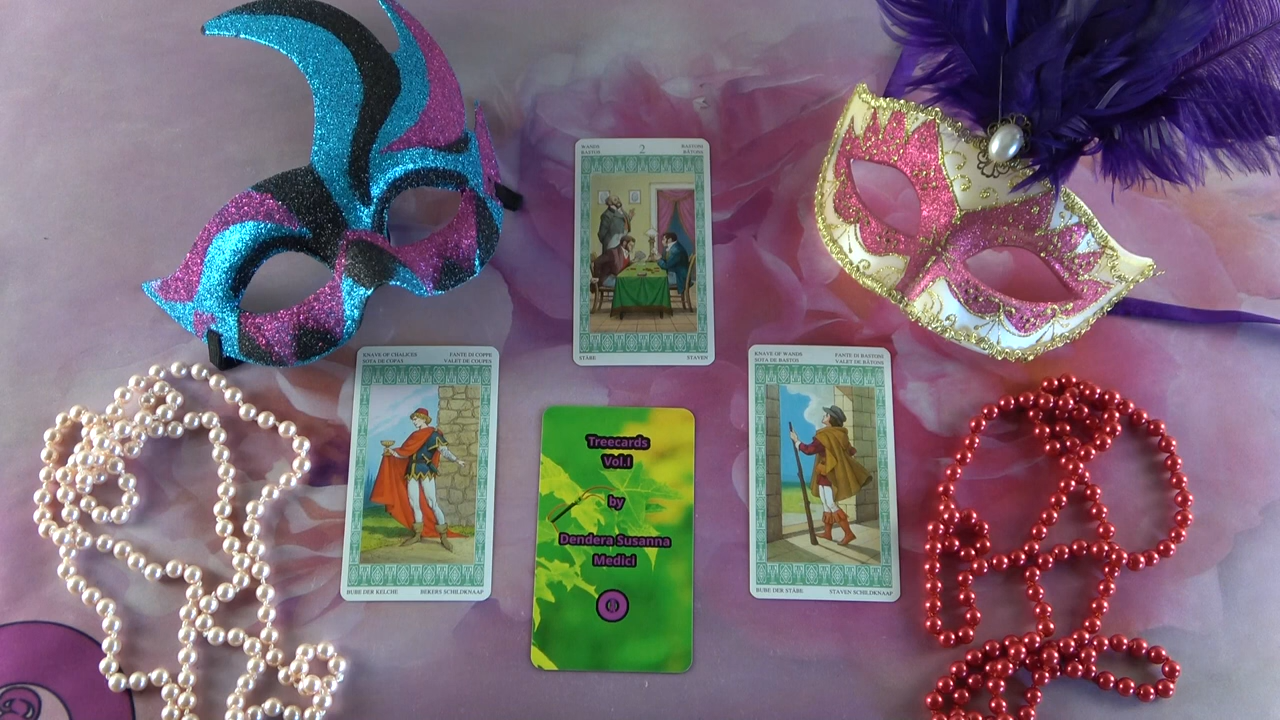 WANDS 2 BASTONI
BASTOS BÂTONS
STÄBE STAVEN
KNAVE OF CHALICES FANTE DI COPPE
SOTA DE COPAS VALET DE COUPES
BUBE DER KELCHE BEKERS SCHILDKNAAP
Treecards
Vol.I
by
Dendera Susanna
Medici
KNAVE OF WANDS FANTE DI BASTONI
SOTA DE BASTOS VALET DE BÂTONS
BUBE DER STÄBE STAVEN SCHILDKNAAP